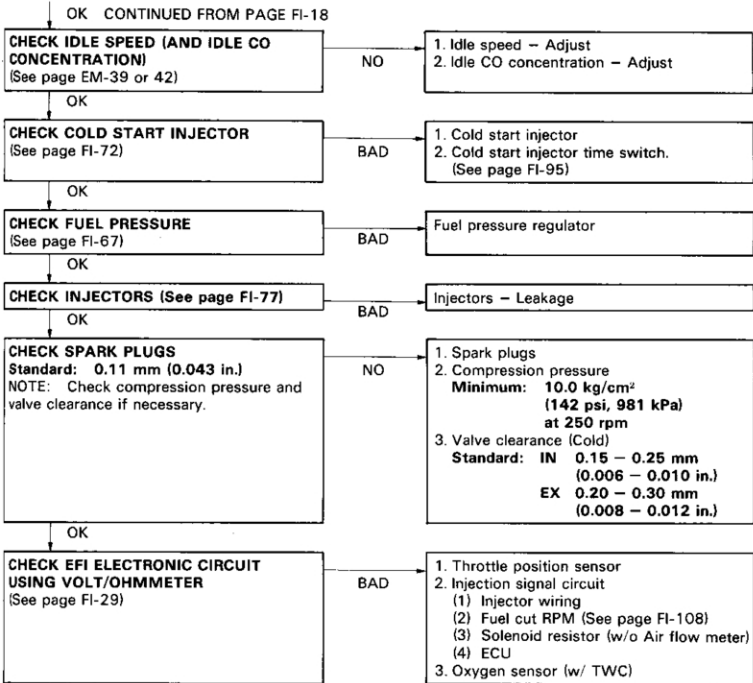 OK CONTINUED FROM PAGE FI-18
CHECK IDLE SPEED (AND IDLE CO
CONCENTRATION)
(See page EM-39 or 42)
NO
1. Idle speed – Adjust
2. Idle CO concentration – Adjust
OK
CHECK COLD START INJECTOR
(See page FI-72)
BAD
1. Cold start injector
2. Cold start injector time switch.
(See page FI-95)
OK
CHECK FUEL PRESSURE
(See page FI-67)
BAD
Fuel pressure regulator
OK
CHECK INJECTORS (See page FI-77)
BAD
Injectors – Leakage
OK
CHECK SPARK PLUGS
Standard: 0.11 mm (0.043 in.)
NOTE: Check compression pressure and
valve clearance if necessary.
NO
1. Spark plugs
2. Compression pressure
Minimum: 10.0 kg/cm²
(142 psi, 981 kPa)
at 250 rpm
3. Valve clearance (Cold)
Standard: IN 0.15 – 0.25 mm
(0.006 – 0.010 in.)
EX 0.20 – 0.30 mm
(0.008 – 0.012 in.)
OK
CHECK EFI ELECTRONIC CIRCUIT
USING VOLT/OHMMETER
(See page FI-29)
BAD
1. Throttle position sensor
2. Injection signal circuit
(1) Injector wiring
(2) Fuel cut RPM (See page FI-108)
(3) Solenoid resistor (w/o Air flow meter)
(4) ECU
3. Oxygen sensor (w/ TWC)